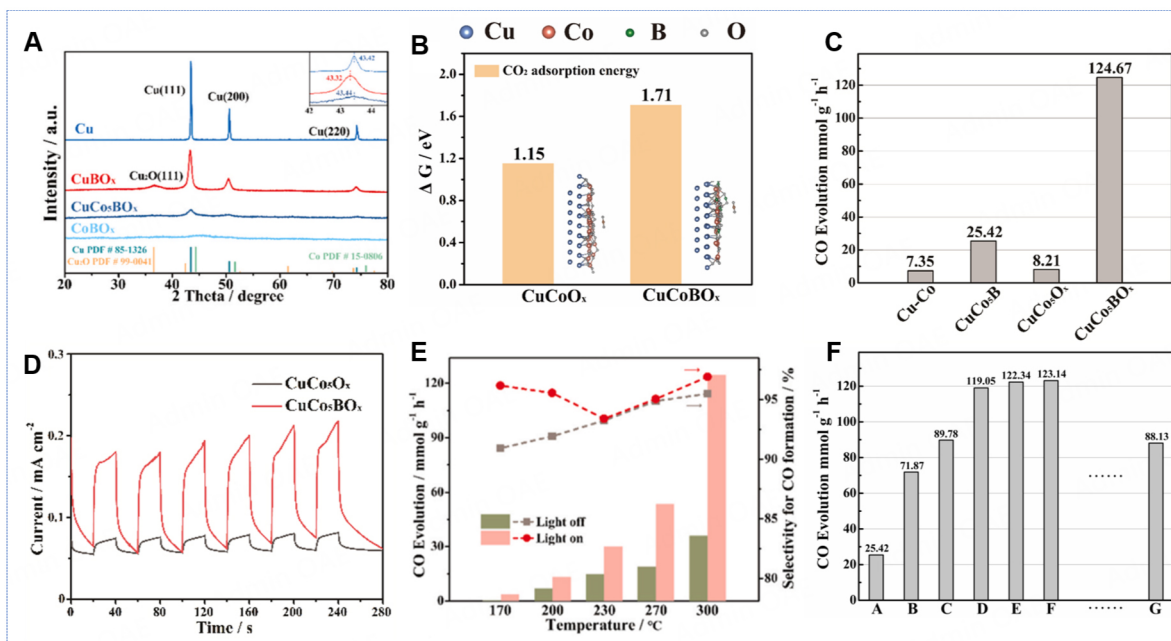 A
Cu(111)
Cu(200)
Cu(220)
Cu
CuBOx
Cu2O(111)
CuCo5BOx
CoBOx
Cu PDF # 85-1326
Cu2O PDF # 99-0041
Co PDF # 15-0806
43.42
43.32
43.44
42 43 44
Intensity / a.u.
20 30 40 50 60 70 80
2 Theta / degree
B
Cu Co B O
CO2 adsorption energy
1.15
1.71
Δ G / eV
2.0
1.6
1.2
0.8
0.4
0.0
CuCoOx CuCoBOx
C
CO Evolution mmol g-1 h-1
120
100
80
60
40
20
0
7.35
25.42
8.21
124.67
Cu-Co CuCo5B CuCo5Ox CuCo5BOx
D
CuCo5Ox
CuCo5BOx
Current / mA cm-2
0.3
0.2
0.1
0.0
0 40 80 120 160 200 240 280
Time / s
E
CO Evolution / mmol g-1 h-1
120
90
60
30
0
Light off
Light on
Selectivity for CO formation / %
95
90
85
80
170 200 230 270 300
Temperature / °C
F
CO Evolution mmol g-1 h-1
140
120
100
80
60
40
20
0
25.42
71.87
89.78
119.05
122.34
123.14
88.13
......
A B C D E F ...... G